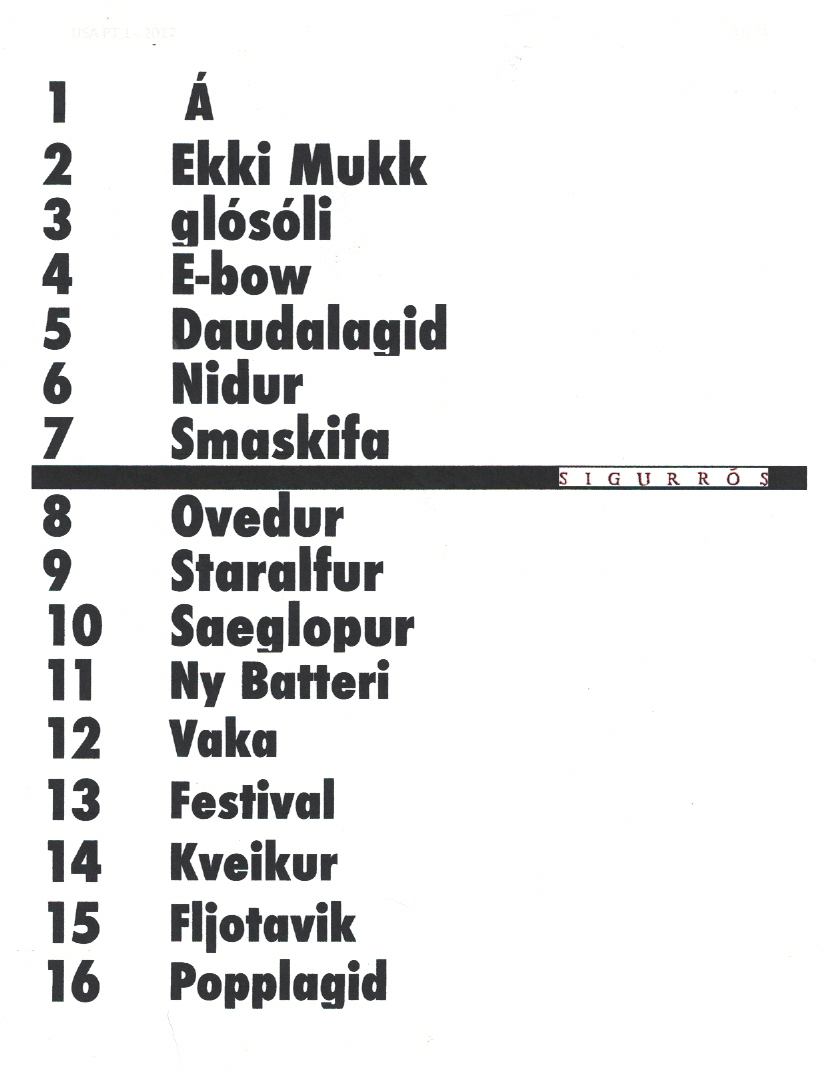 USA PT 1 - 2017
1 Á
2 Ekki Mukk
3 glósóli
4 E-bow
5 Daudalagid
6 Nidur
7 Smaskifa
SIGURRÓS
8 Ovedur
9 Staralfur
10 Saeglopur
11 Ny Batteri
12 Vaka
13 Festival
14 Kveikur
15 Fljotavik
16 Popplagid